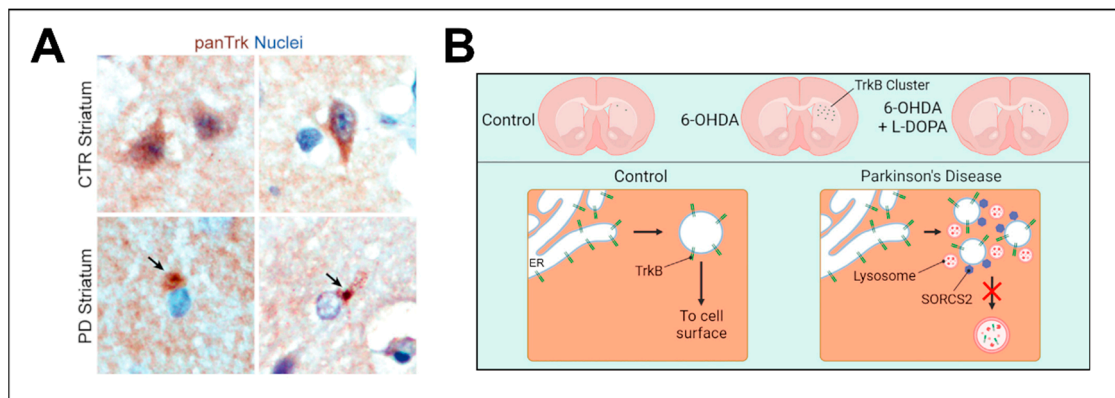 A
panTrk Nuclei
CTR Striatum
PD Striatum
B
Control
6-OHDA
TrkB Cluster
6-OHDA
+ L-DOPA
Control
ER
TrkB
To cell
surface
Parkinson's Disease
Lysosome
SORCS2